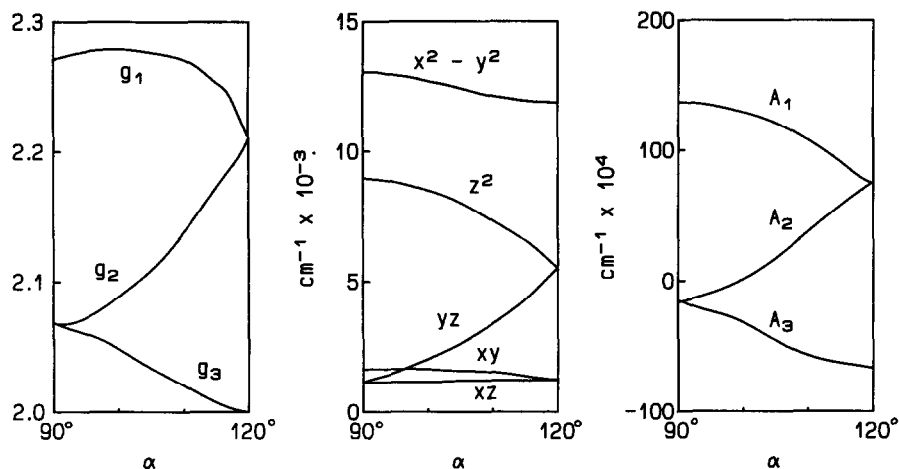 2.3
2.2
2.1
2.0
g₁
g₂
g₃
90° 120°
α
cm⁻¹ × 10⁻³.
15
10
5
0
x² - y²
z²
yz
xy
xz
90° 120°
α
cm⁻¹ × 10⁴
200
100
0
-100
A₁
A₂
A₃
90° 120°
α